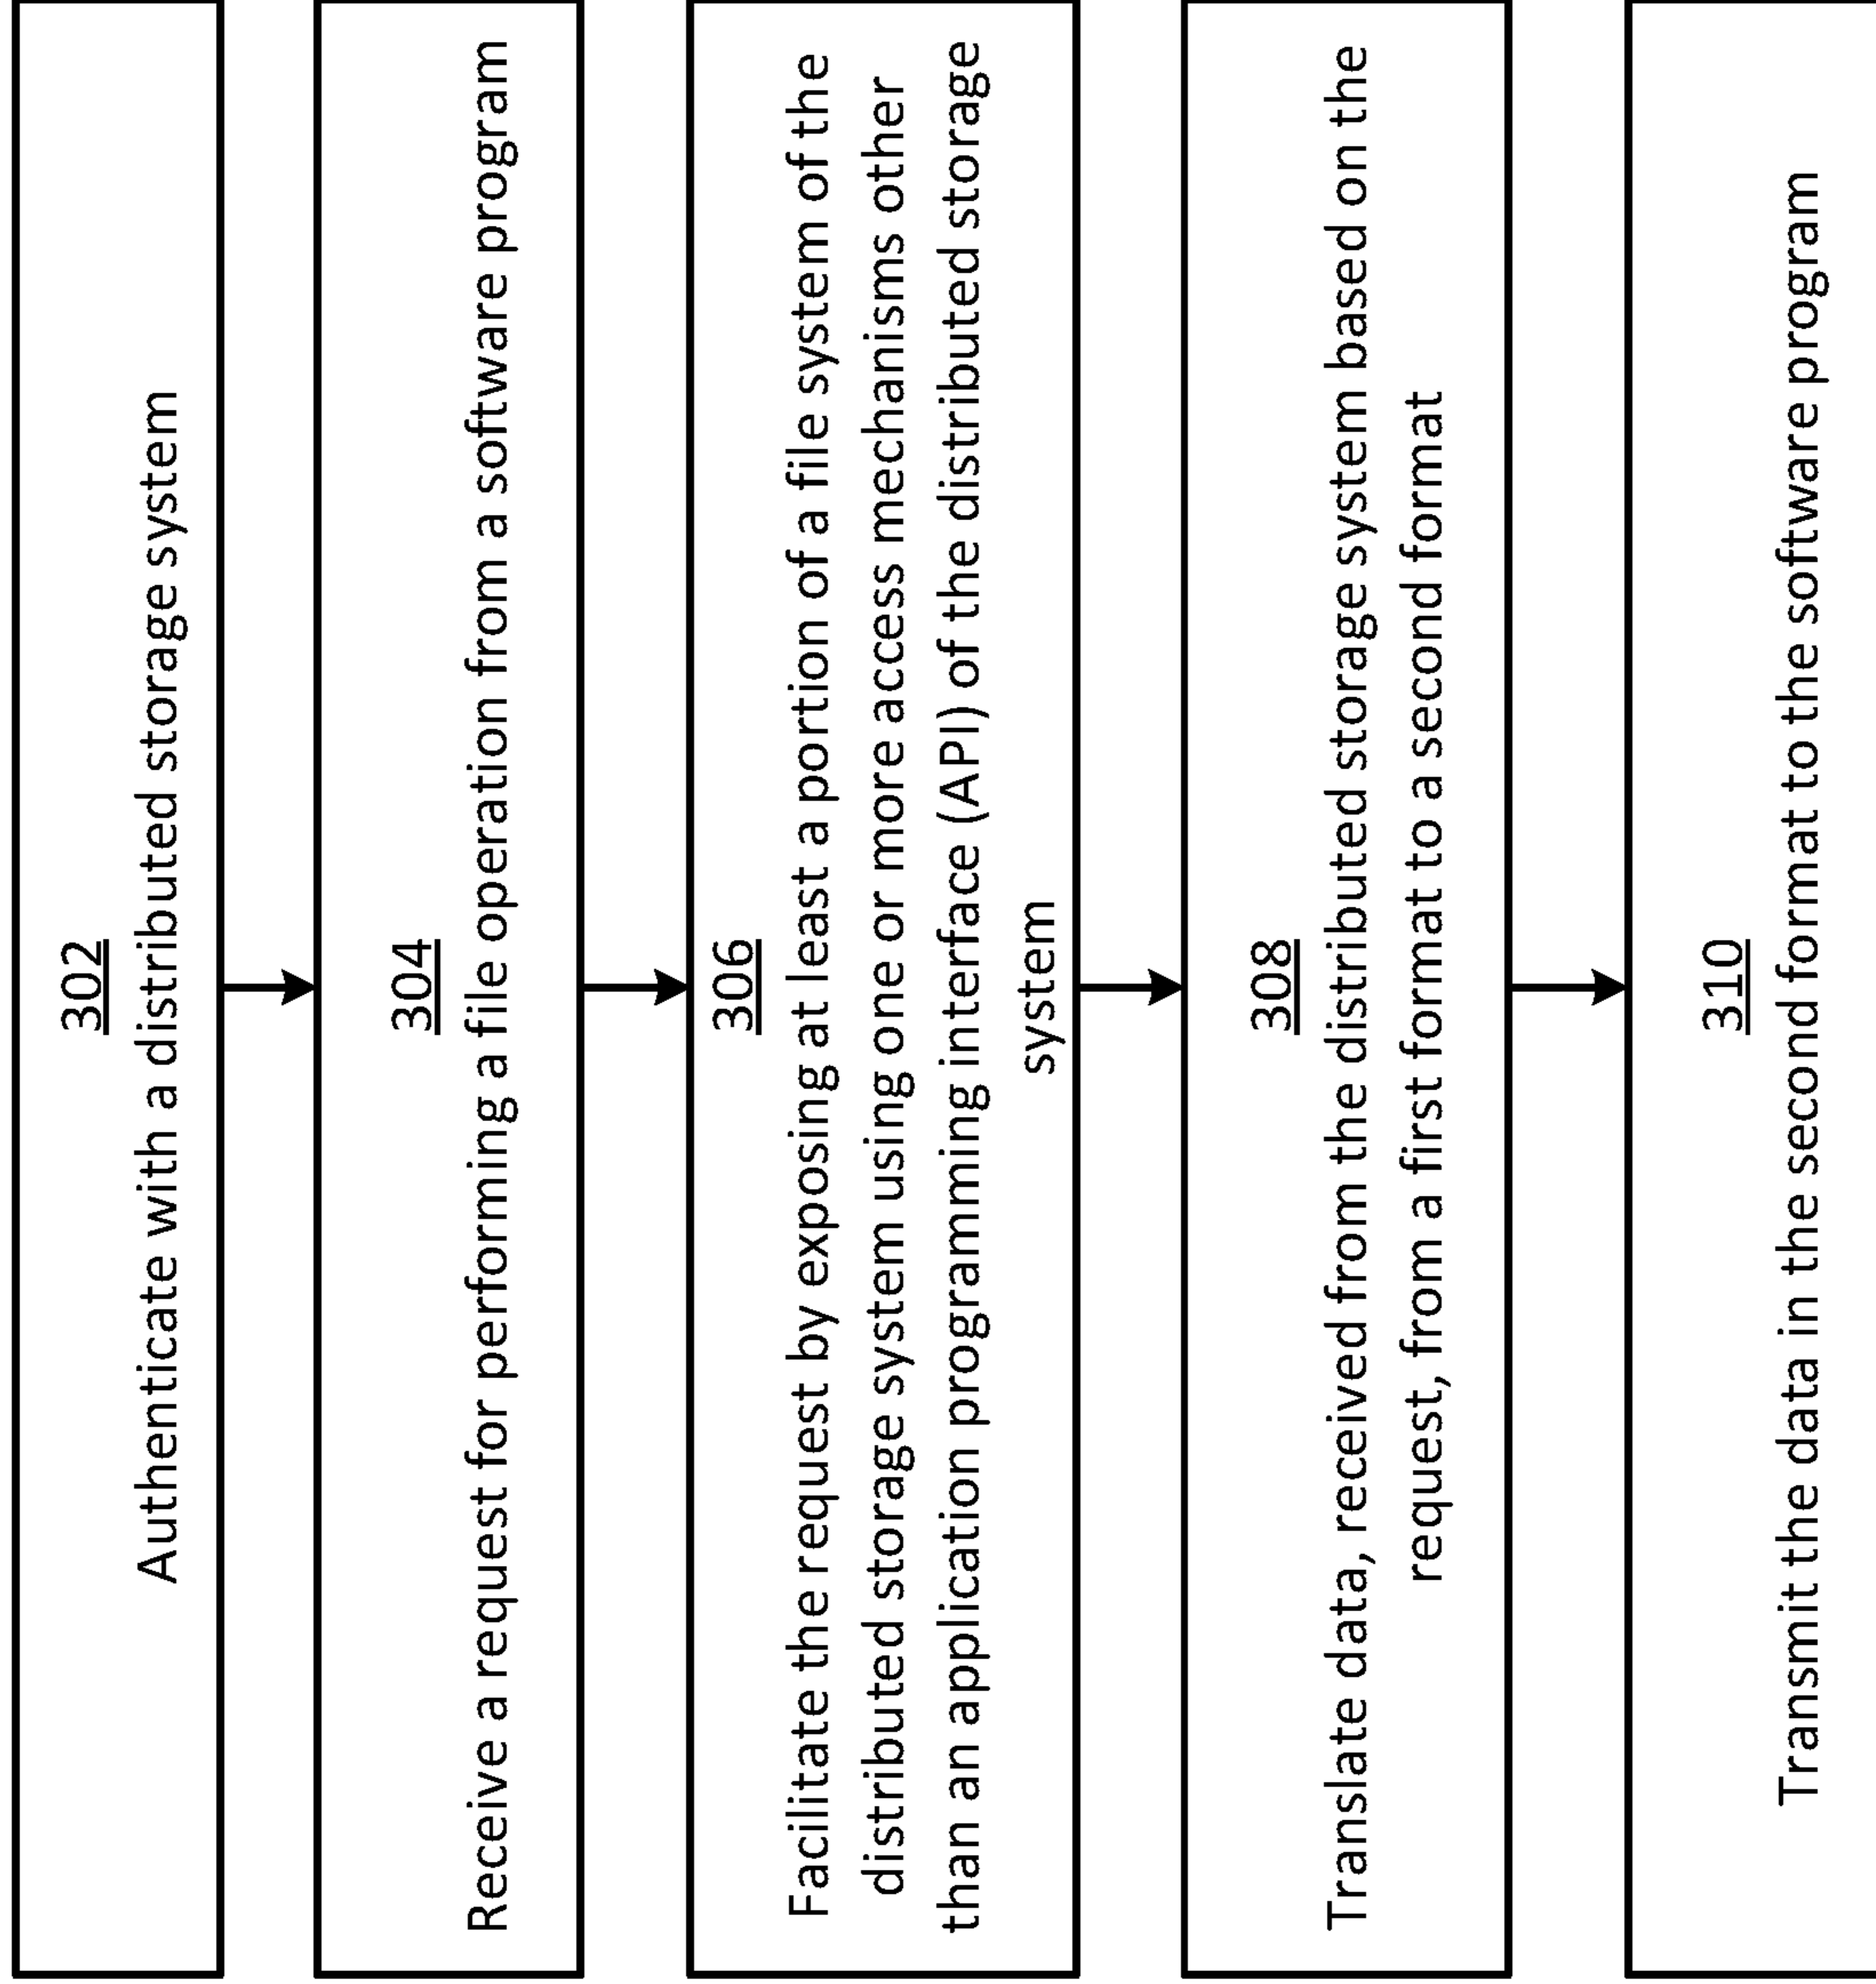 302
Authenticate with a distributed storage system
304
Receive a request for performing a file operation from a software program
306
Facilitate the request by exposing at least a portion of a file system of the
distributed storage system using one or more access mechanisms other
than an application programming interface (API) of the distributed storage
system
308
Translate data, received from the distributed storage system based on the
request, from a first format to a second format
310
Transmit the data in the second format to the software program